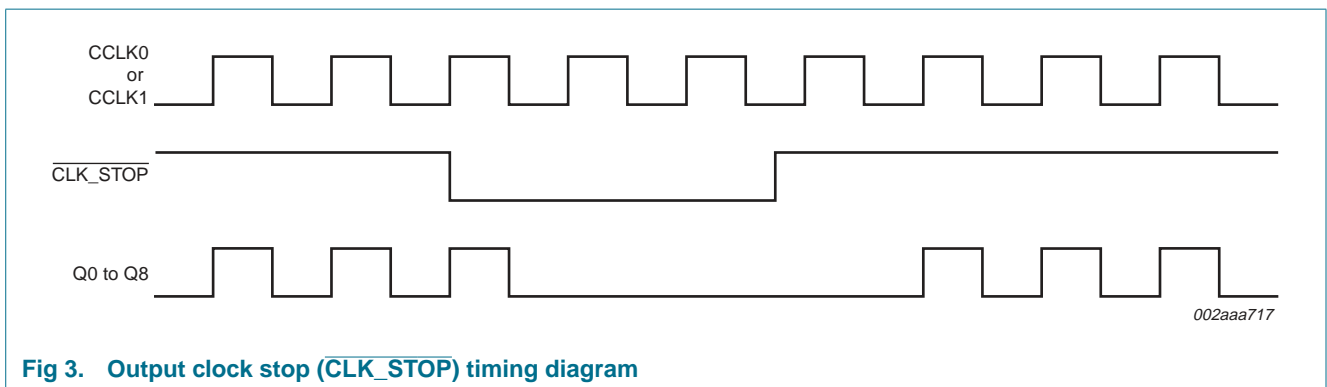 CCLK0
or
CCLK1
CLK_STOP
Q0 to Q8
002aaa717
Fig 3. Output clock stop (CLK_STOP) timing diagram